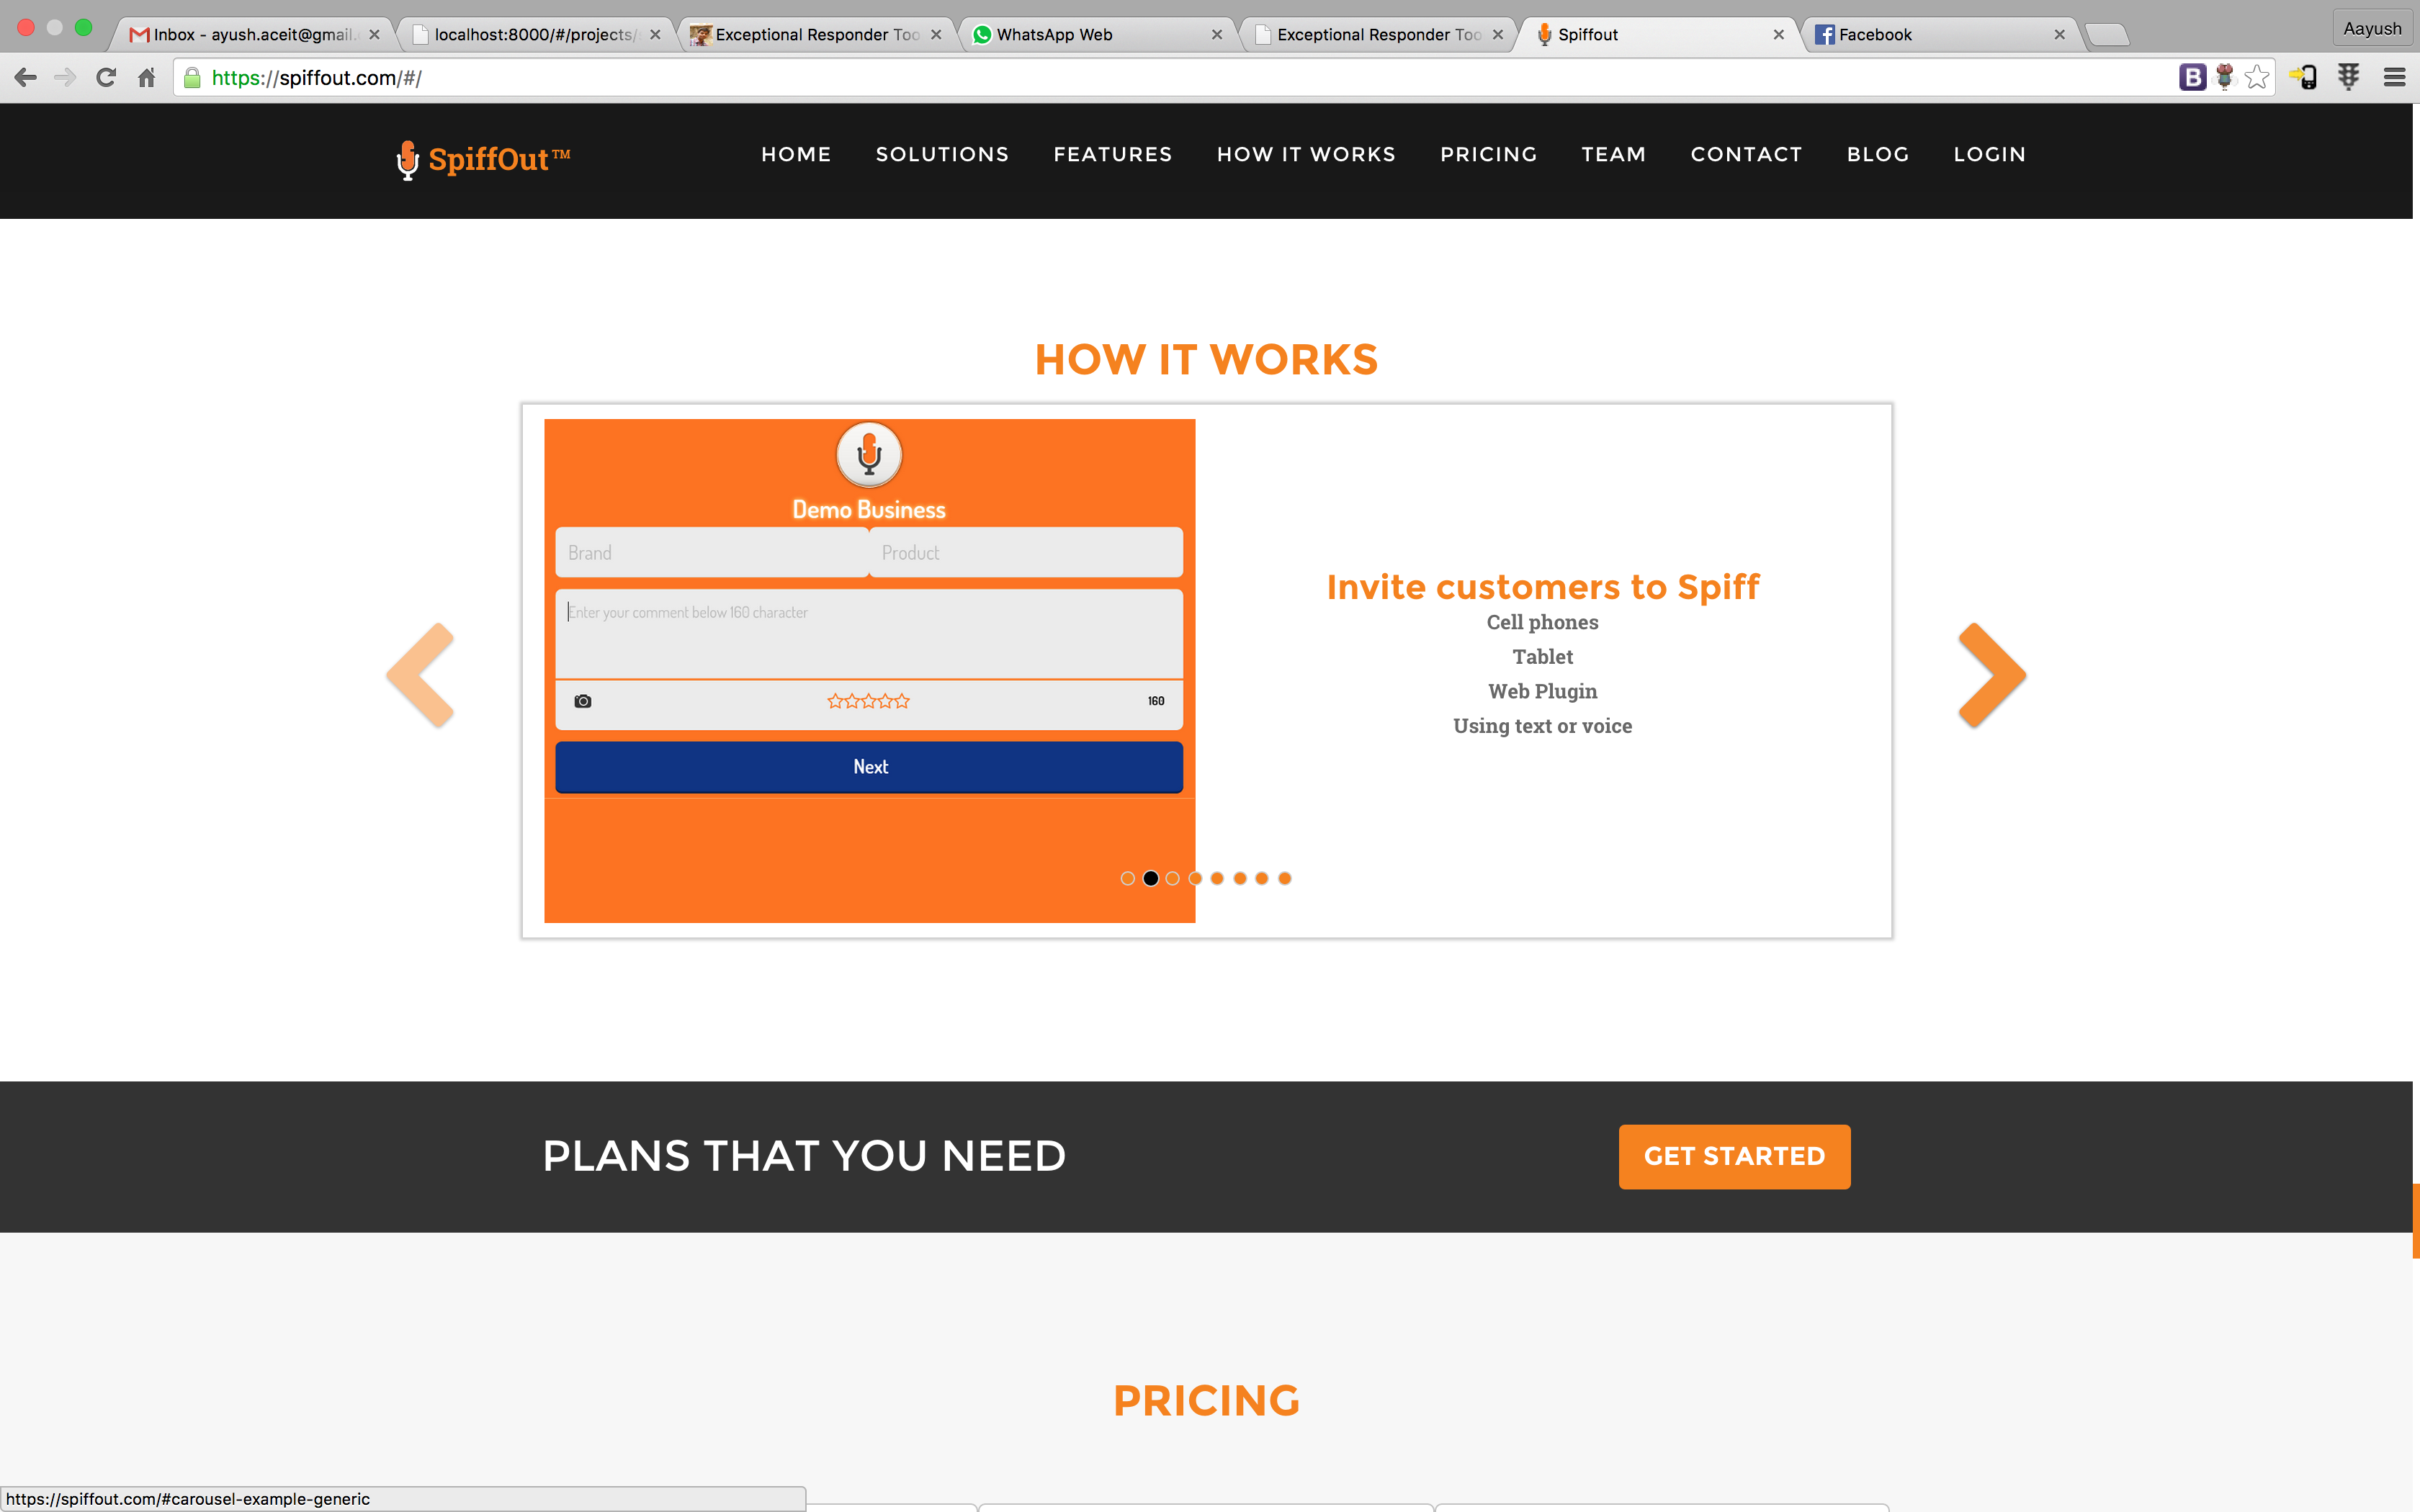 Inbox - ayush.aceit@gmail.
localhost:8000/#/projects/
Exceptional Responder Too
WhatsApp Web
Exceptional Responder Too
Spiffout
Facebook
Aayush
https://spiffout.com/#/
SpiffOut™
HOME
SOLUTIONS
FEATURES
HOW IT WORKS
PRICING
TEAM
CONTACT
BLOG
LOGIN
HOW IT WORKS
Demo Business
Brand
Product
Enter your comment below 160 character
160
Next
Invite customers to Spiff
Cell phones
Tablet
Web Plugin
Using text or voice
PLANS THAT YOU NEED
GET STARTED
PRICING
https://spiffout.com/#carousel-example-generic